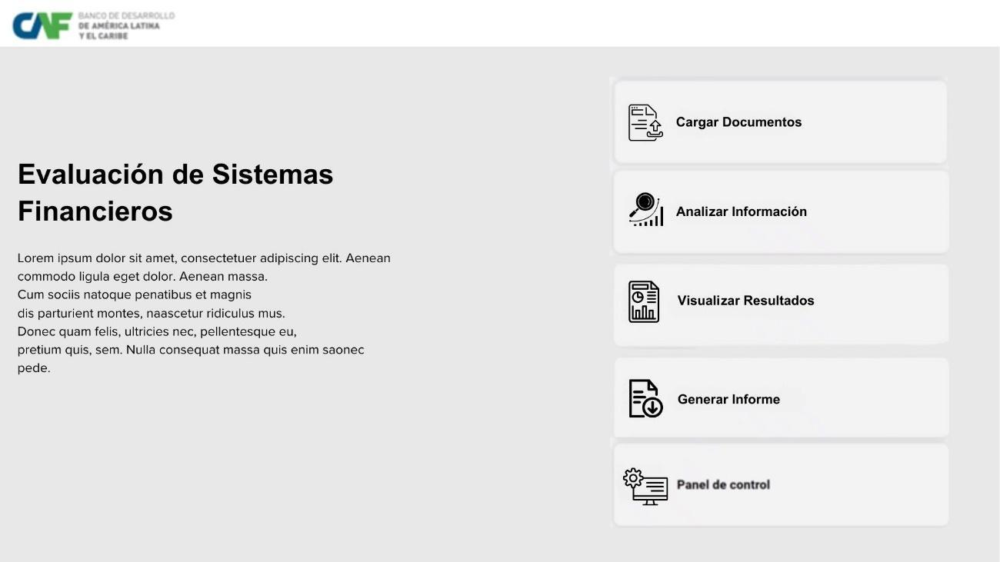 CAF
BANCO DE DESARROLLO
DE AMÉRICA LATINA
Y EL CARIBE
Evaluación de Sistemas
Financieros
Lorem ipsum dolor sit amet, consectetuer adipiscing elit. Aenean
commodo ligula eget dolor. Aenean massa.
Cum sociis natoque penatibus et magnis
dis parturient montes, naascetur ridiculus mus.
Donec quam felis, ultricies nec, pellentesque eu,
pretium quis, sem. Nulla consequat massa quis enim saonec
pede.
Cargar Documentos
Analizar Información
Visualizar Resultados
Generar Informe
Panel de control